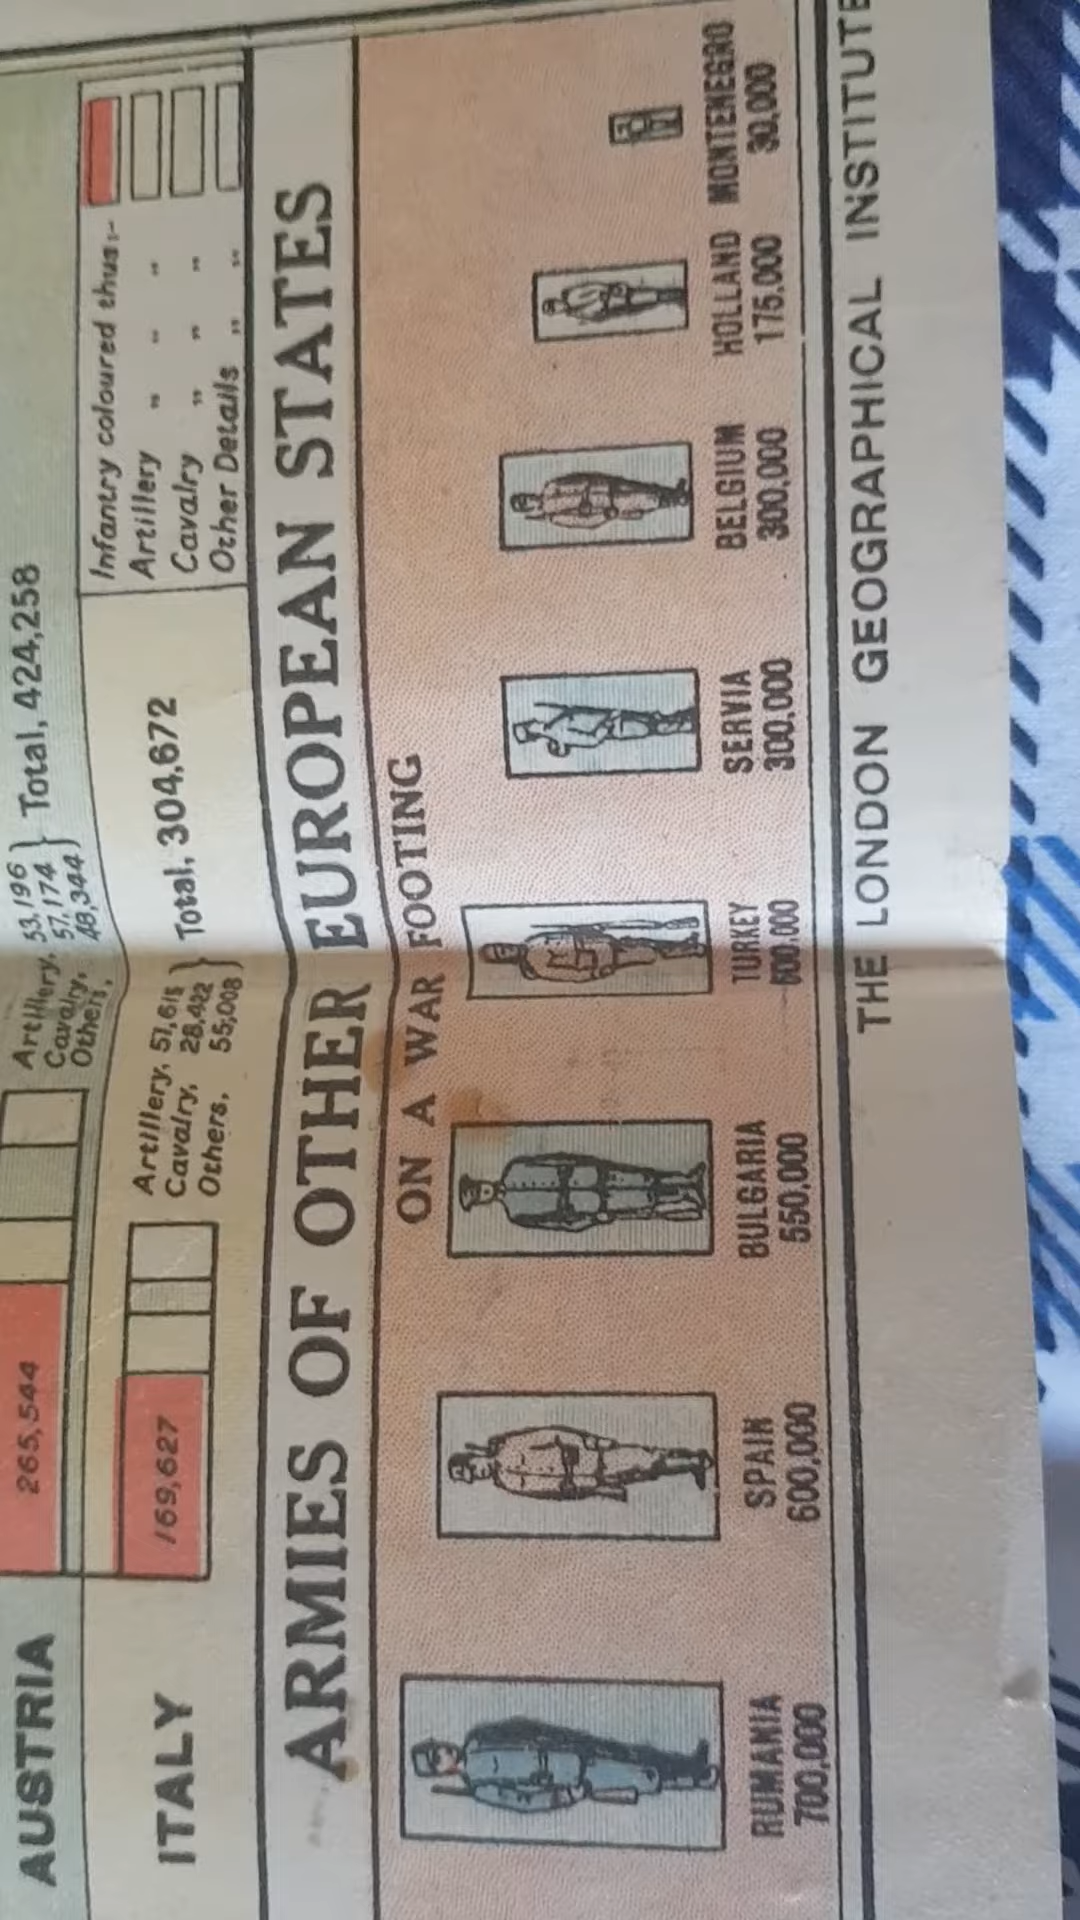 AUSTRIA
265,544
Artillery, 53,196
Cavalry, 57,174
Others, 48,344
Total, 424,258
ITALY
169,627
Artillery, 57,615
Cavalry, 28,422
Others, 55,008
Total, 304,672
Infantry coloured thus:-
Artillery " " "
Cavalry " " "
Other Details " "
ARMIES OF OTHER EUROPEAN STATES
ON A WAR FOOTING
RUMANIA
700,000
SPAIN
600,000
BULGARIA
550,000
TURKEY
SERVIA
300,000
BELGIUM
300,000
HOLLAND
175.000
MONTENEGRO
30,000
THE LONDON GEOGRAPHICAL INSTITUTE